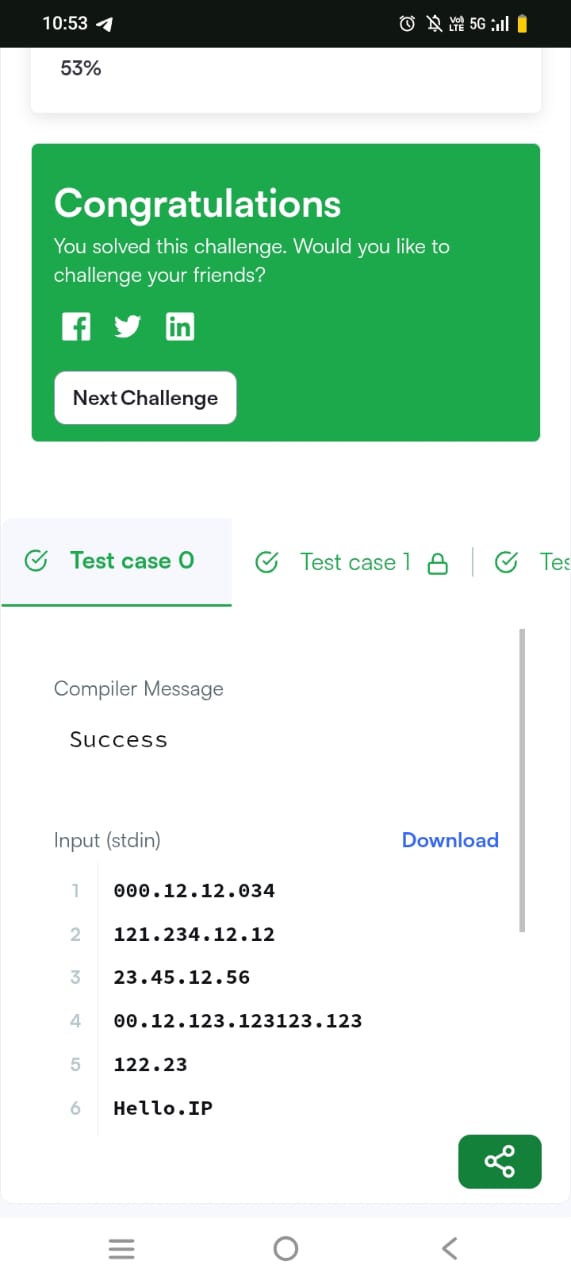 10:53 Vo) LTE 5G
53%
Congratulations
You solved this challenge. Would you like to
challenge your friends?
Next Challenge
Test case 0 Test case 1 Tes
Compiler Message
Success
Input (stdin) Download
1 000.12.12.034
2 121.234.12.12
3 23.45.12.56
4 00.12.123.123123.123
5 122.23
6 Hello.IP